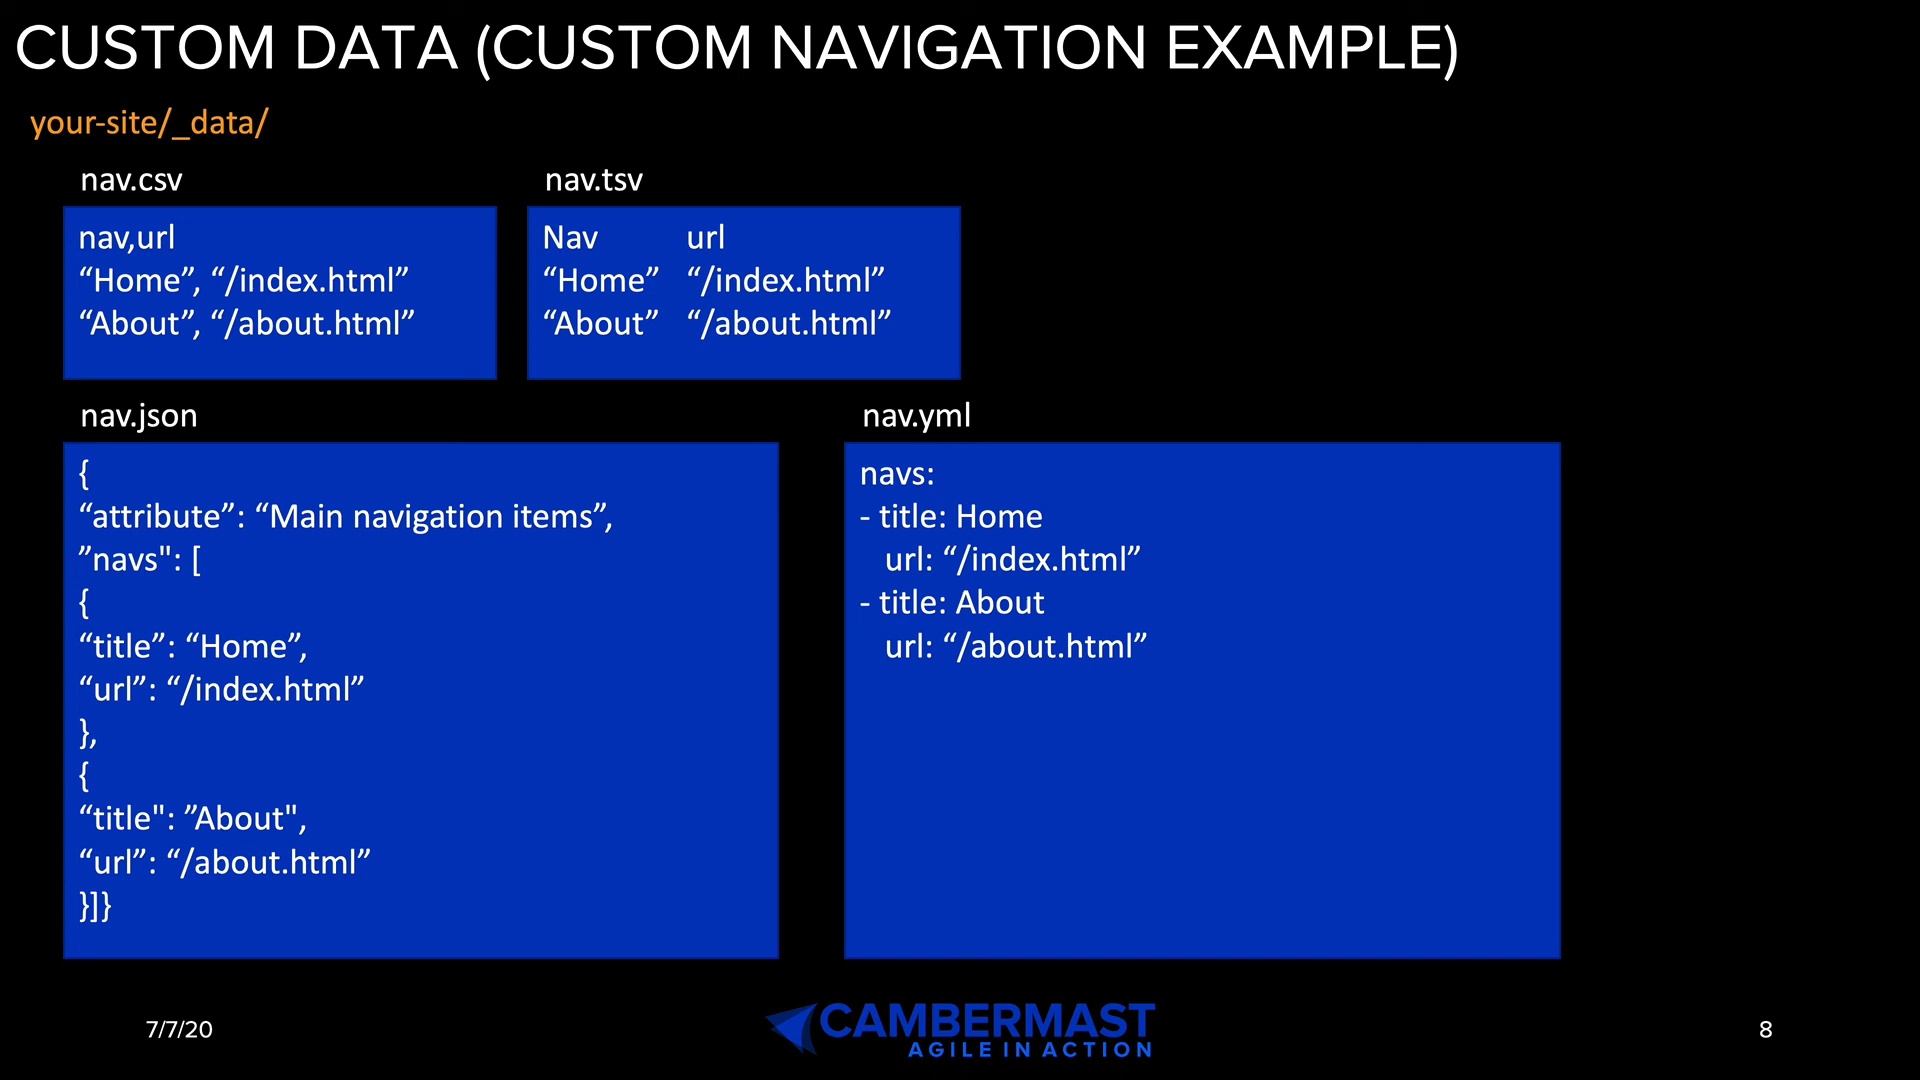 CUSTOM DATA (CUSTOM NAVIGATION EXAMPLE)
your-site/_data/
nav.csv
nav,url
“Home”, “/index.html”
“About”, “/about.html”
nav.tsv
Nav url
“Home” “/index.html”
“About” “/about.html”
nav.json
{
“attribute”: “Main navigation items”,
”navs": [
{
“title”: “Home”,
“url”: “/index.html”
},
{
“title": ”About",
“url”: “/about.html”
}]}
nav.yml
navs:
- title: Home
url: “/index.html”
- title: About
url: “/about.html”
7/7/20
CAMBERMAST
AGILE IN ACTION
8